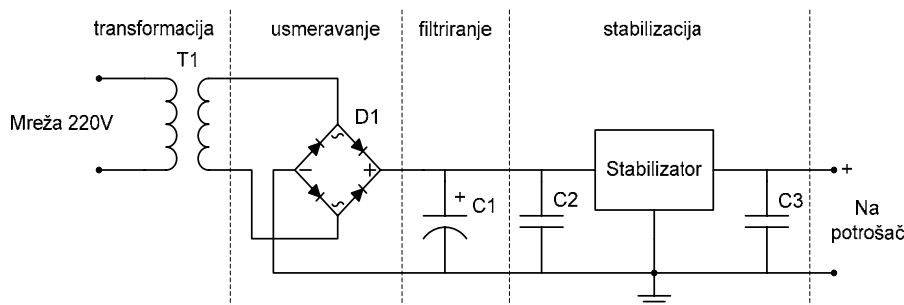 transformacija
usmeravanje
filtriranje
stabilizacija
T1
D1
Mreža 220V
~
Stabilizator
+
− +
+ C1
C2
C3
Na
potrošač
~